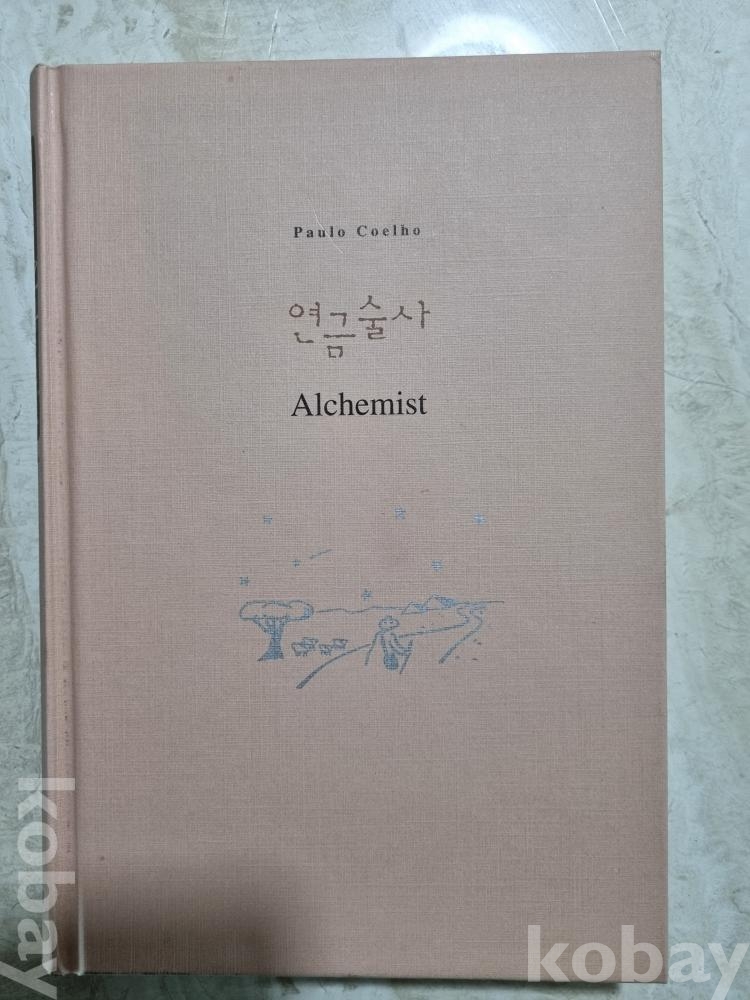 Paulo Coelho
연금술사
Alchemist
kobay
kobay